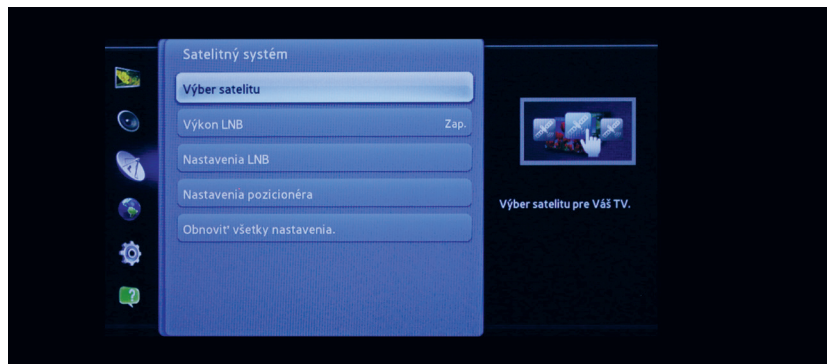 Satelitný systém
Výber satelitu
Výkon LNB Zap.
Nastavenia LNB
Nastavenia pozicionéra
Obnoviť všetky nastavenia.
Výber satelitu pre Váš TV.